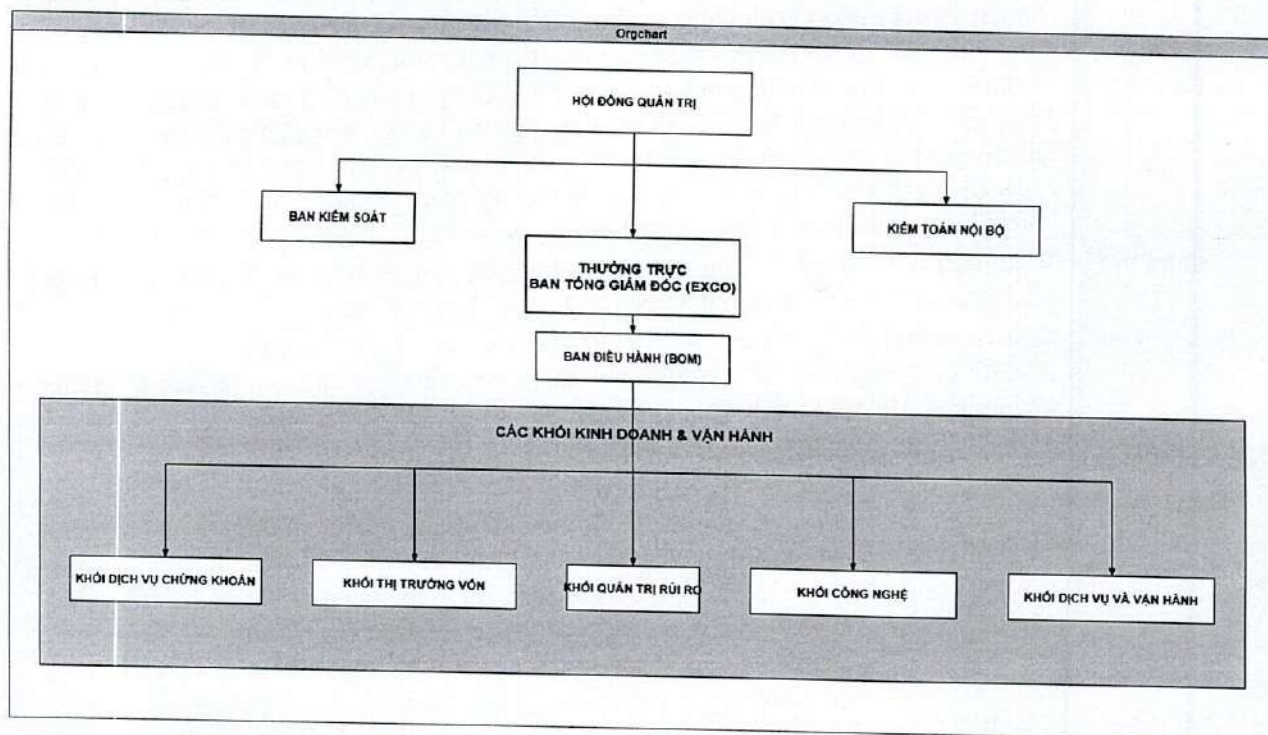 Orgchart
HỘI ĐỒNG QUẢN TRỊ
BAN KIỂM SOÁT
KIỂM TOÁN NỘI BỘ
THƯỜNG TRỰC
BAN TỔNG GIÁM ĐỐC (EXCO)
BAN ĐIỀU HÀNH (BOM)
CÁC KHỐI KINH DOANH & VẬN HÀNH
KHỐI DỊCH VỤ CHỨNG KHOÁN
KHỐI THỊ TRƯỜNG VỐN
KHỐI QUẢN TRỊ RỦI RO
KHỐI CÔNG NGHỆ
KHỐI DỊCH VỤ VÀ VẬN HÀNH